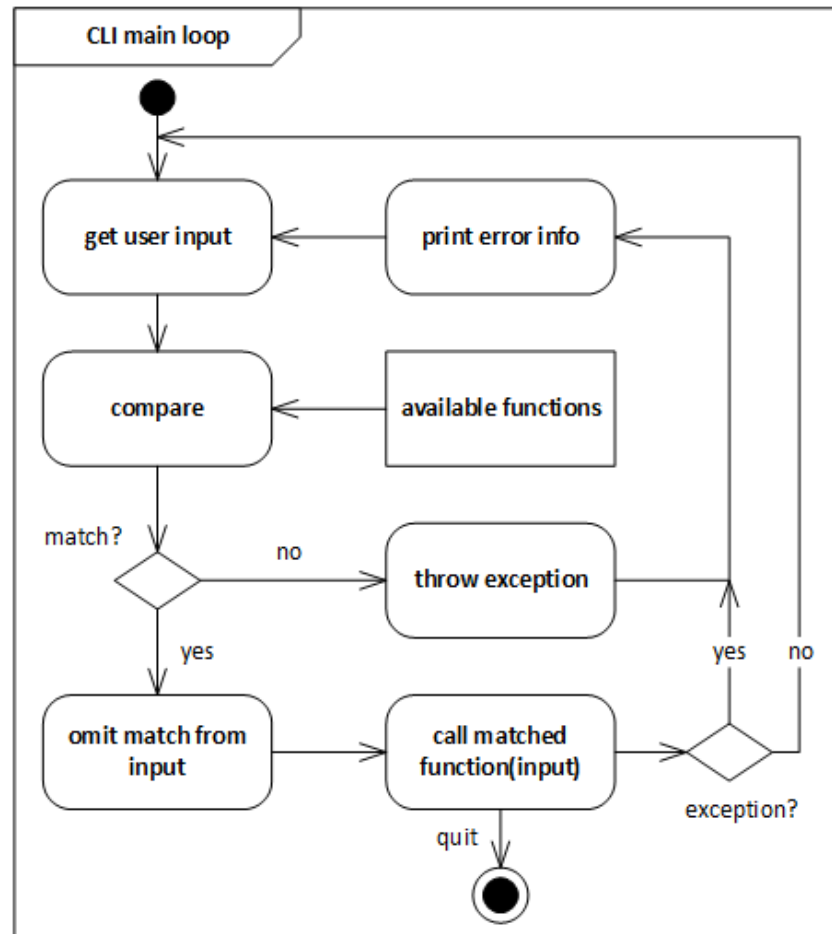 CLI main loop
get user input
print error info
compare
available functions
match?
no
throw exception
yes
yes
no
omit match from
input
call matched
function(input)
exception?
quit